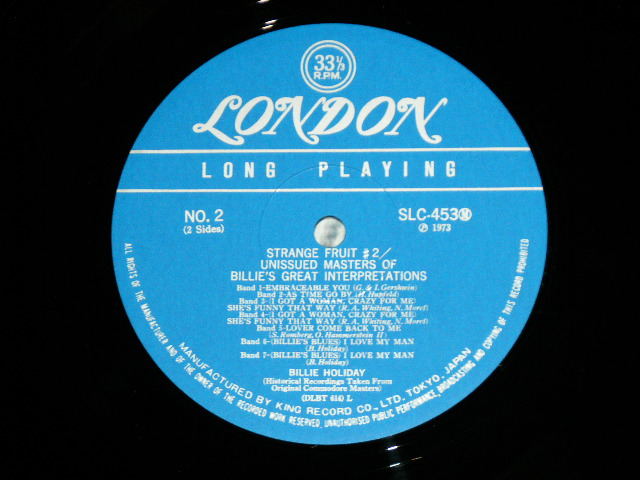 33 1/3
R.P.M.
LONDON
LONG PLAYING
NO. 2
(2 Sides)
SLC-453 Ⓜ
℗ 1973
STRANGE FRUIT #2/
UNISSUED MASTERS OF
BILLIE'S GREAT INTERPRETATIONS
Band 1-EMBRACEABLE YOU (G. & I. Gershwin)
Band 2-AS TIME GO BY (H. Hupfeld)
Band 3-(I GOT A WOMAN, CRAZY FOR ME)
SHE'S FUNNY THAT WAY (R. A. Whiting, N. Moret)
Band 4-(I GOT A WOMAN, CRAZY FOR ME)
SHE'S FUNNY THAT WAY (R. A. Whiting, N. Moret)
Band 5-LOVER COME BACK TO ME
(S. Romberg, O. Hammerstein II)
Band 6-(BILLIE'S BLUES) I LOVE MY MAN
(B. Holiday)
Band 7-(BILLIE'S BLUES) I LOVE MY MAN
(B. Holiday)
BILLIE HOLIDAY
(Historical Recordings Taken From
Original Commodore Masters)
(DLBT 614) L
MANUFACTURED BY KING RECORD CO., LTD. TOKYO, JAPAN
ALL RIGHTS OF THE MANUFACTURER AND OF THE OWNER OF THE RECORDED WORK RESERVED, UNAUTHORISED PUBLIC PERFORMANCE, BROADCASTING AND COPYING OF THIS RECORD PROHIBITED